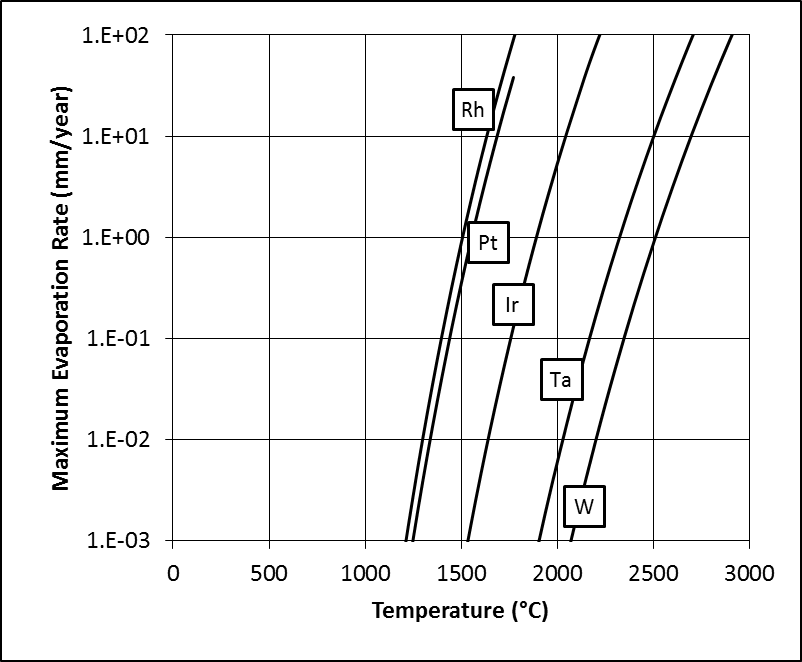 Maximum Evaporation Rate (mm/year)
1.E+02
1.E+01
1.E+00
1.E-01
1.E-02
1.E-03
Rh
Pt
Ir
Ta
W
0 500 1000 1500 2000 2500 3000
Temperature (°C)